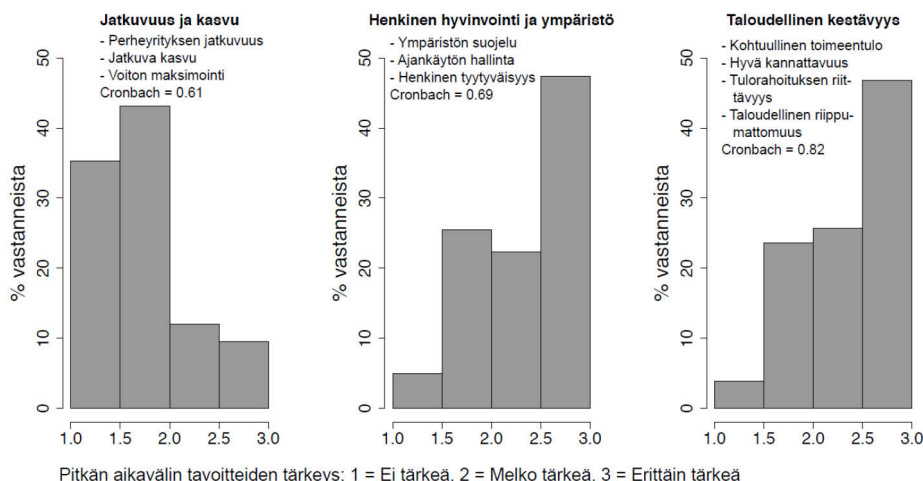 Jatkuvuus ja kasvu
- Perheyrityksen jatkuvuus
- Jatkuva kasvu
- Voiton maksimointi
Cronbach = 0.61
% vastanneista
50
40
30
20
10
0
1.0 1.5 2.0 2.5 3.0
Henkinen hyvinvointi ja ympäristö
- Ympäristön suojelu
- Ajankäytön hallinta
- Henkinen tyytyväisyys
Cronbach = 0.69
% vastanneista
50
40
30
20
10
0
1.0 1.5 2.0 2.5 3.0
Taloudellinen kestävyys
- Kohtuullinen toimeentulo
- Hyvä kannattavuus
- Tulorahoituksen riit-
tävyys
- Taloudellinen riippu-
mattomuus
Cronbach = 0.82
% vastanneista
50
40
30
20
10
0
1.0 1.5 2.0 2.5 3.0
Pitkän aikavälin tavoitteiden tärkeys: 1 = Ei tärkeä, 2 = Melko tärkeä, 3 = Erittäin tärkeä